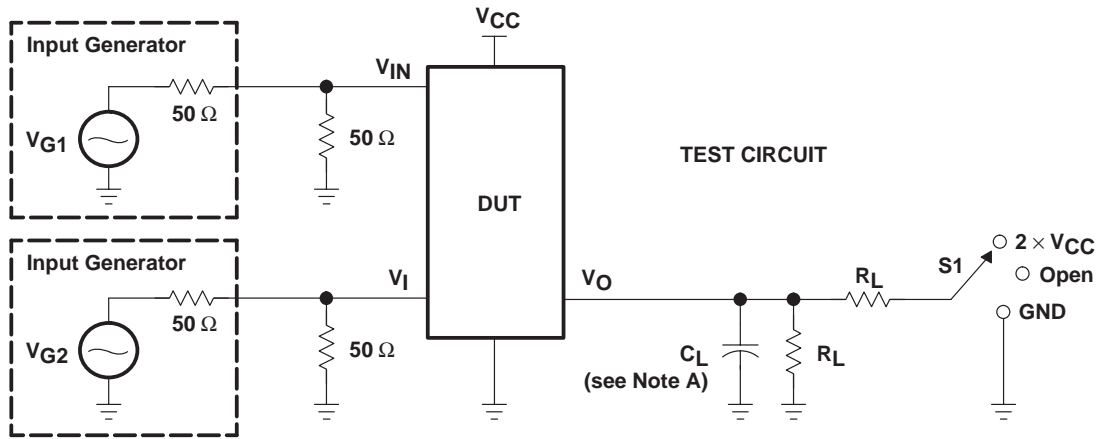 VCC
Input Generator
VIN
50 Ω
VG1
50 Ω
TEST CIRCUIT
DUT
Input Generator
2 × VCC
S1
Open
VI
VO
RL
GND
50 Ω
VG2
50 Ω
CL
(see Note A)
RL